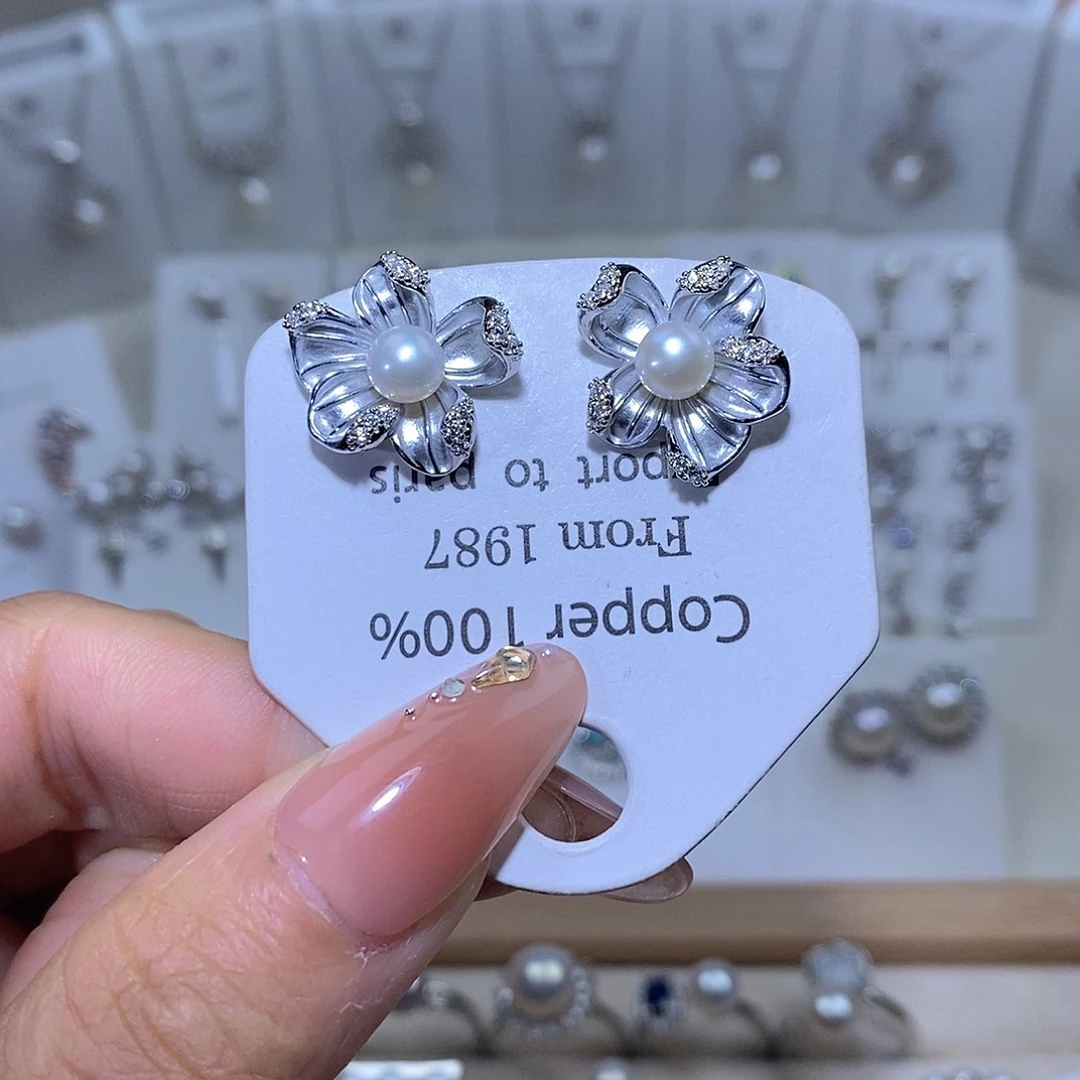 Copper 100%
From 1987
port to paris